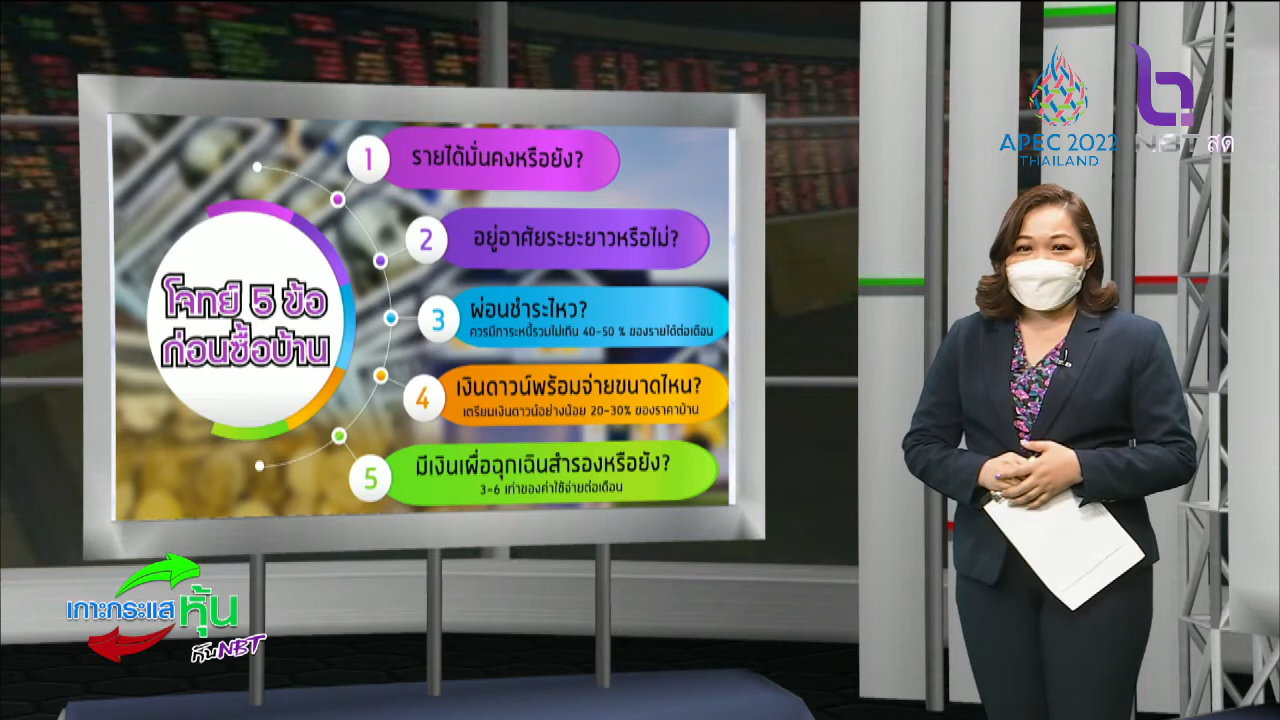 โจทย์ 5 ข้อ
ก่อนซื้อบ้าน
1 รายได้มั่นคงหรือยัง?
2 อยู่อาศัยระยะยาวหรือไม่?
3 ผ่อนชำระไหว?
ควรมีภาระหนี้รวมไม่เกิน 40-50 % ของรายได้ต่อเดือน
4 เงินดาวน์พร้อมจ่ายขนาดไหน?
เตรียมเงินดาวน์อย่างน้อย 20-30% ของราคาบ้าน
5 มีเงินเผื่อฉุกเฉินสำรองหรือยัง?
3-6 เท่าของค่าใช้จ่ายต่อเดือน
APEC 2022
THAILAND
NBT สด
เกาะกระแส หุ้น
กับ NBT